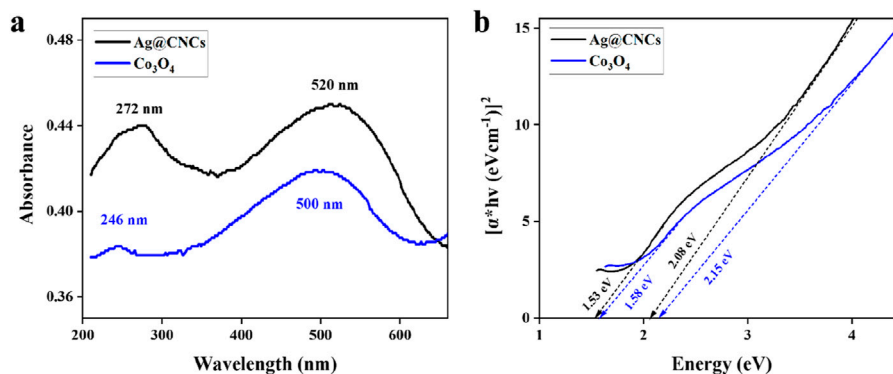 a
Ag@CNCs
Co₃O₄
272 nm
520 nm
246 nm
500 nm
0.48
0.44
0.40
0.36
Absorbance
200 300 400 500 600
Wavelength (nm)
b
Ag@CNCs
Co₃O₄
15
10
5
0
[α*hν (eVcm⁻¹)]²
1.53 eV
1.58 eV
2.08 eV
2.15 eV
1 2 3 4
Energy (eV)